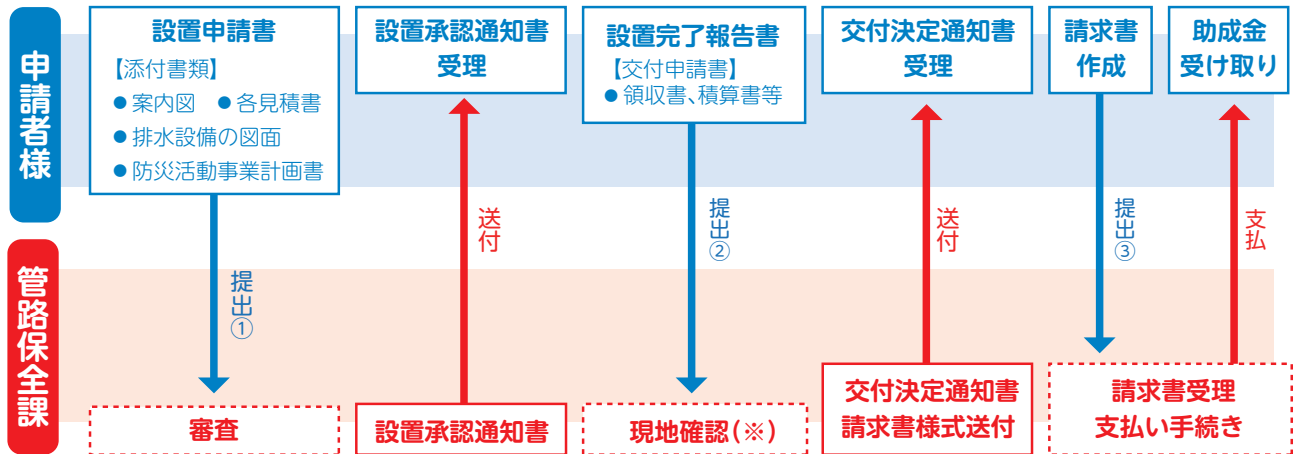 申請者様
設置申請書
【添付書類】
●案内図 ●各見積書
●排水設備の図面
●防災活動事業計画書
設置承認通知書
受理
設置完了報告書
【交付申請書】
●領収書、積算書等
交付決定通知書
受理
請求書
作成
助成金
受け取り
提出①
送付
提出②
送付
提出③
支払
管路保全課
審査
設置承認通知書
現地確認(※)
交付決定通知書
請求書様式送付
請求書受理
支払い手続き